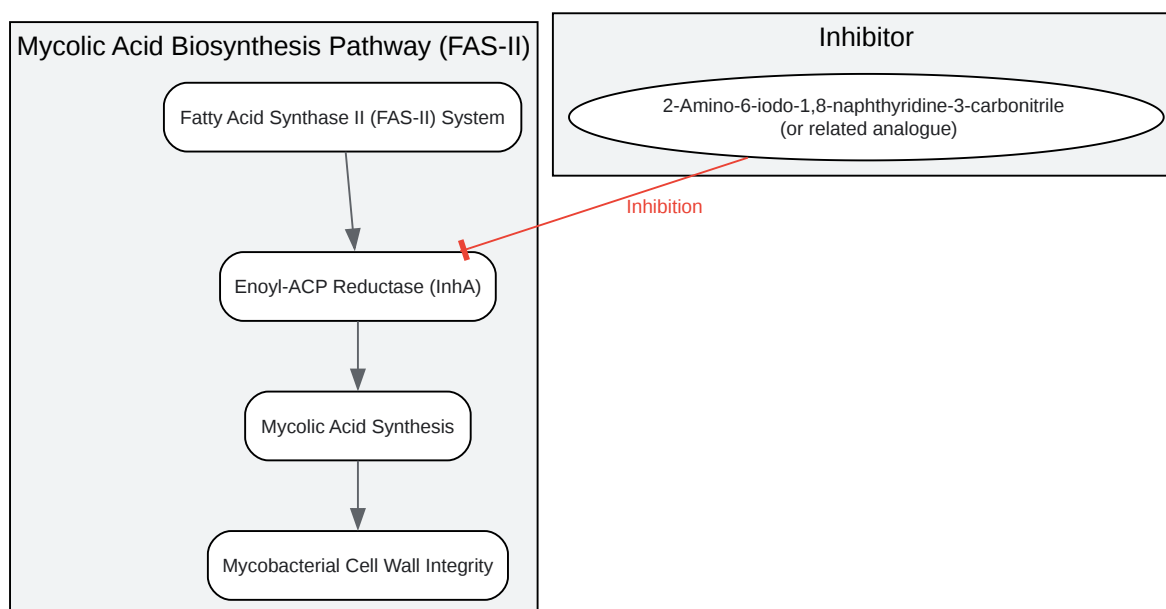 Mycolic Acid Biosynthesis Pathway (FAS-II)
Fatty Acid Synthase II (FAS-II) System
Enoyl-ACP Reductase (InhA)
Mycolic Acid Synthesis
Mycobacterial Cell Wall Integrity
Inhibitor
2-Amino-6-iodo-1,8-naphthyridine-3-carbonitrile
(or related analogue)
Inhibition